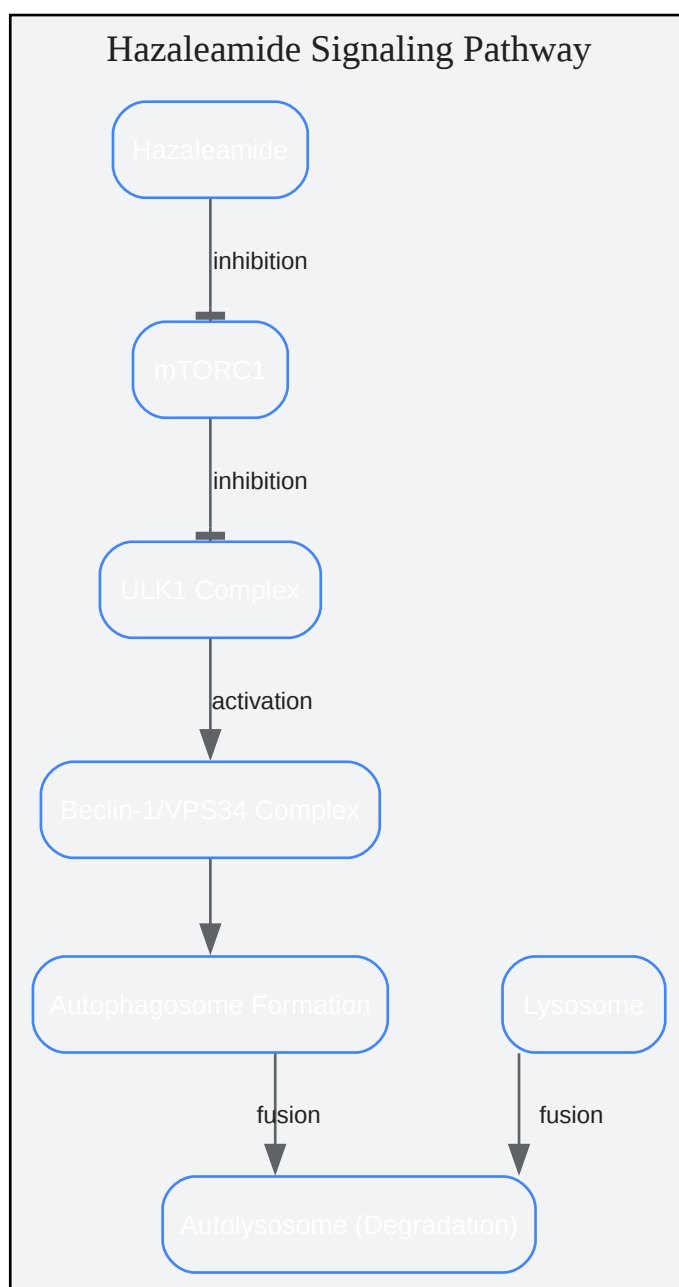 Hazaleamide Signaling Pathway
Hazaleamide
inhibition
mTORC1
inhibition
ULK1 Complex
activation
Beclin-1/VPS34 Complex
Autophagosome Formation
Lysosome
fusion
fusion
Autolysosome (Degradation)